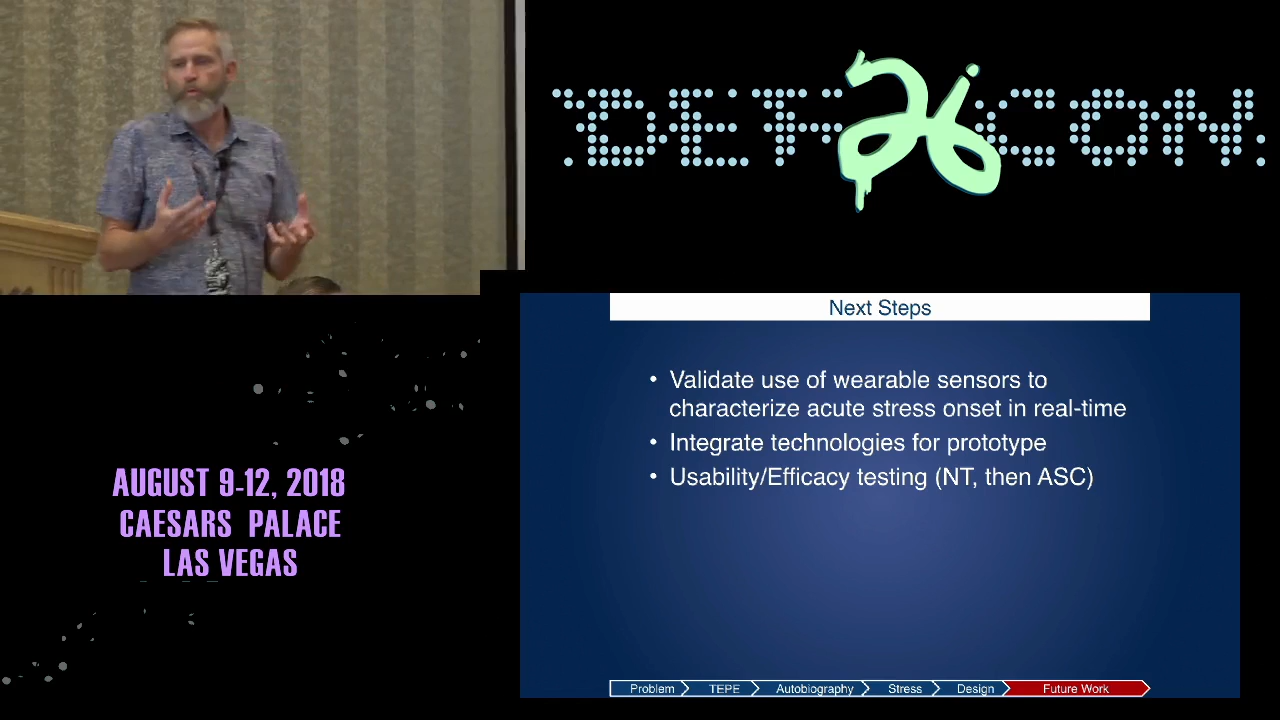 DEF 26 CON
Next Steps
• Validate use of wearable sensors to
characterize acute stress onset in real-time
• Integrate technologies for prototype
• Usability/Efficacy testing (NT, then ASC)
AUGUST 9-12, 2018
CAESARS PALACE
LAS VEGAS
Problem TEPE Autobiography Stress Design Future Work